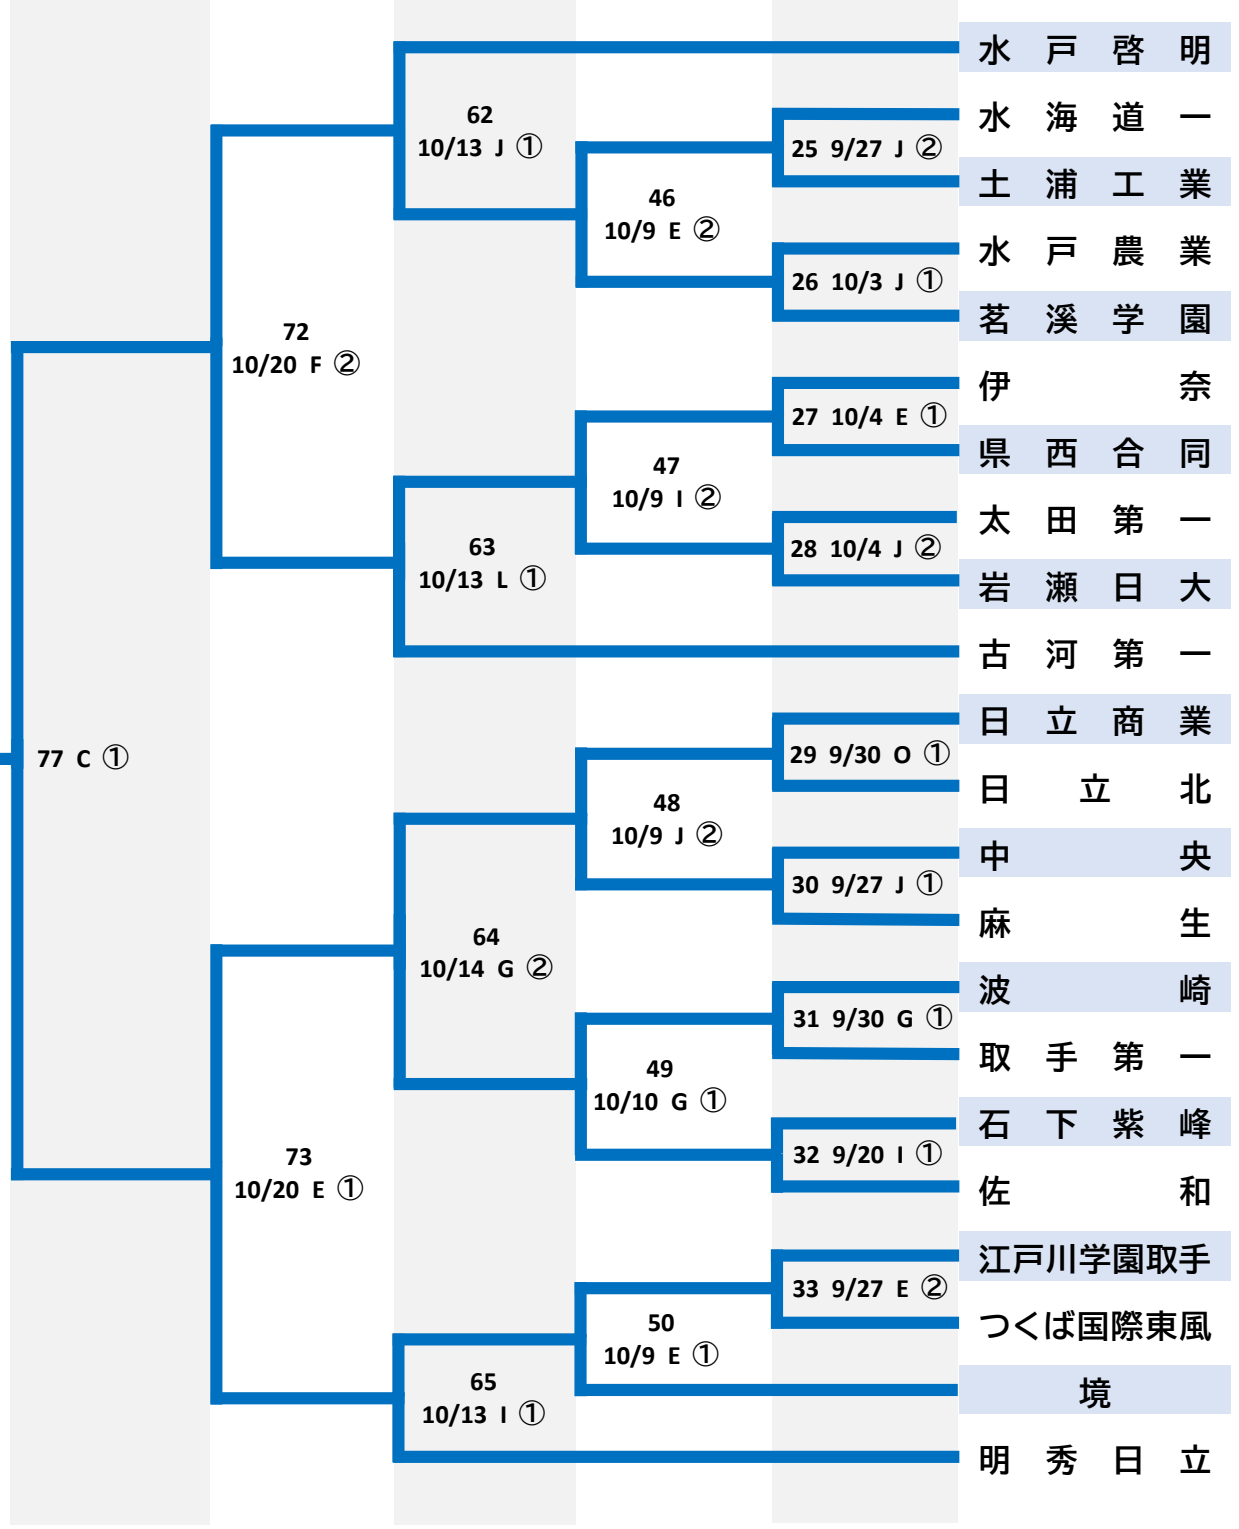 水戸啓明
62
10/13 J ①
水海道一
25 9/27 J ②
土浦工業
46
10/9 E ②
水戸農業
26 10/3 J ①
茗溪学園
72
10/20 F ②
伊奈
27 10/4 E ①
県西合同
47
10/9 I ②
太田第一
28 10/4 J ②
63
10/13 L ①
岩瀬日大
古河第一
日立商業
77 C ①
29 9/30 O ①
日立北
48
10/9 J ②
中央
30 9/27 J ①
麻生
64
10/14 G ②
波崎
31 9/30 G ①
取手第一
49
10/10 G ①
石下紫峰
32 9/20 I ①
73
10/20 E ①
佐和
江戸川学園取手
33 9/27 E ②
つくば国際東風
50
10/9 E ①
境
65
10/13 I ①
明秀日立